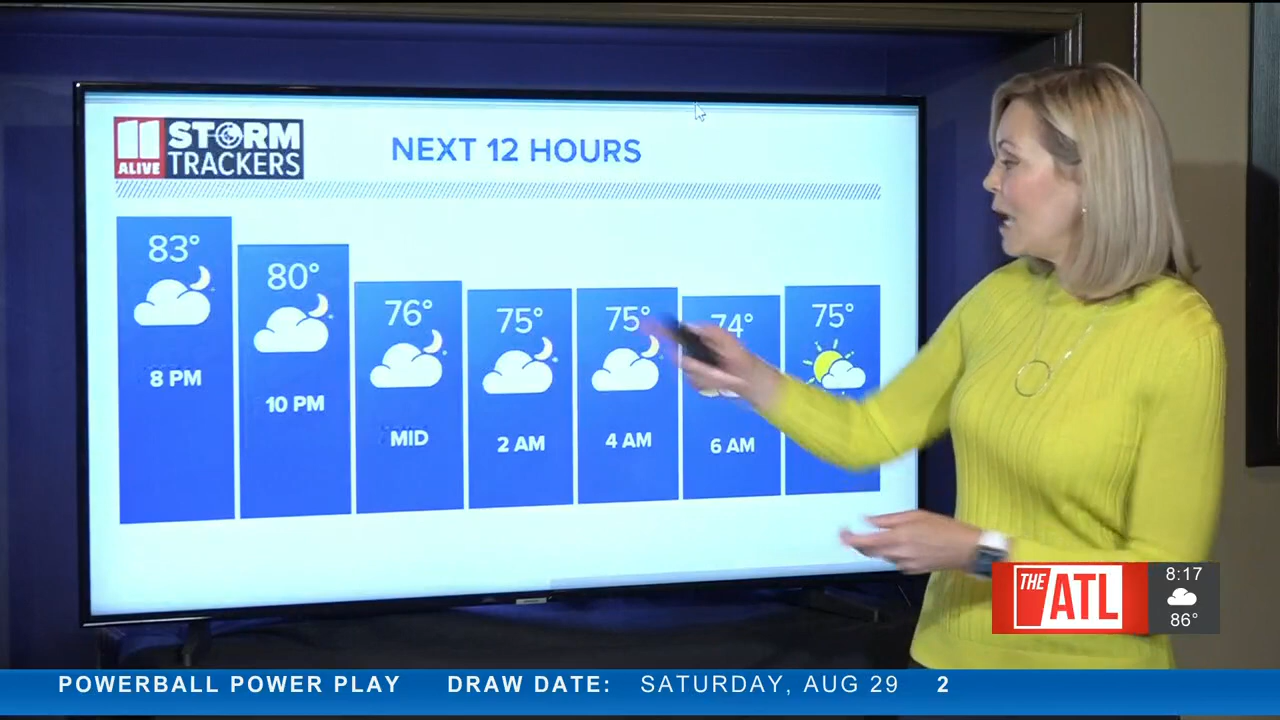 11
ALIVE
STORM
TRACKERS
NEXT 12 HOURS
83°
8 PM
80°
10 PM
76°
MID
75°
2 AM
75°
4 AM
74°
6 AM
75°
THE
ATL
8:17
86°
POWERBALL POWER PLAY DRAW DATE: SATURDAY, AUG 29 2